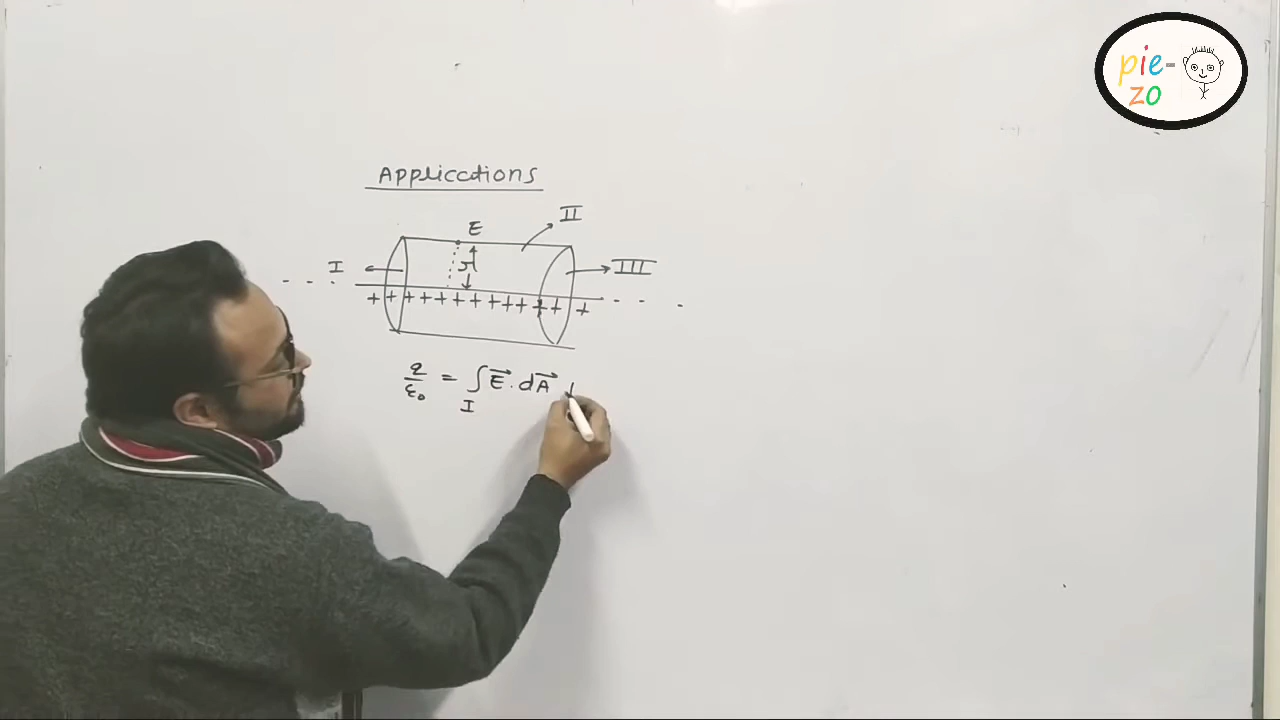 pie-
zo
Applications
II
E
I
r
III
+ + + + + + + + + + + + +
q/ε₀ = ∫ E⃗ . dA⃗
I